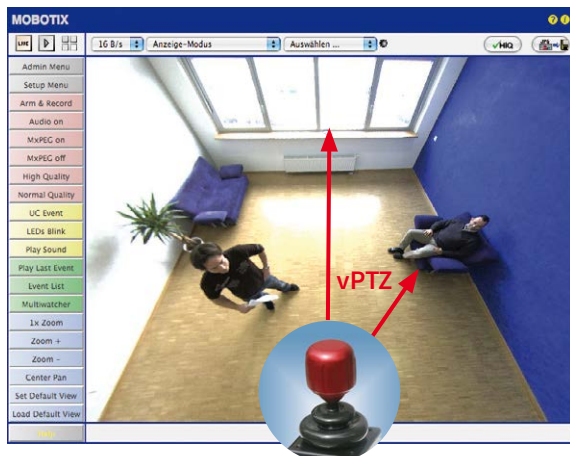 MOBOTIX
LIVE
16 B/s Anzeige-Modus Auswählen ... HIQ
Admin Menu
Setup Menu
Arm & Record
Audio on
MxPEG on
MxPEG off
High Quality
Normal Quality
UC Event
LEDs Blink
Play Sound
Play Last Event
Event List
Multiwatcher
1x Zoom
Zoom +
Zoom −
Center Pan
Set Default View
Load Default View
vPTZ